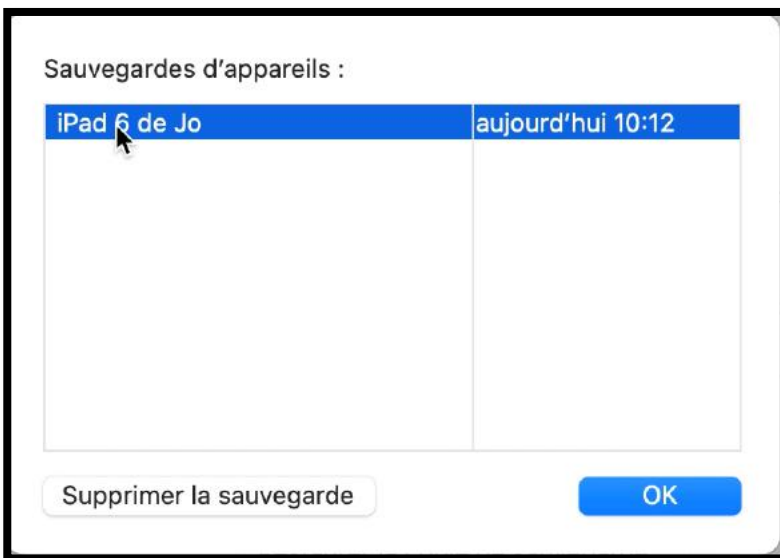 Sauvegardes d’appareils :
iPad 6 de Jo aujourd’hui 10:12
Supprimer la sauvegarde OK